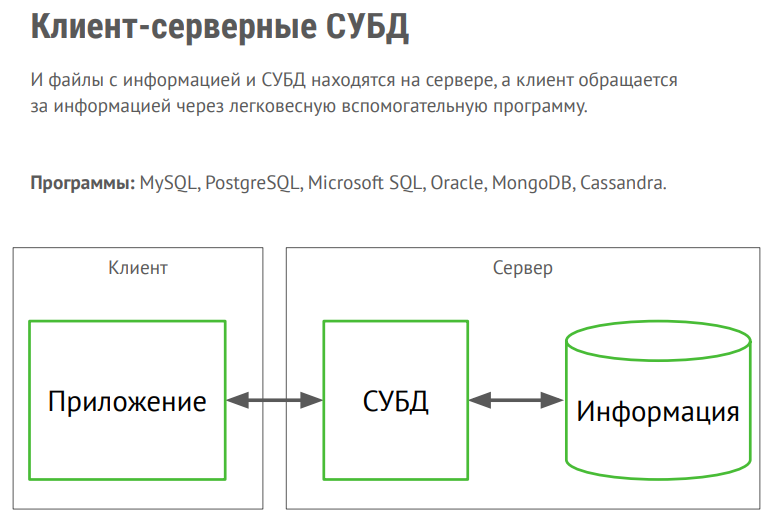 Клиент-серверные СУБД
И файлы с информацией и СУБД находятся на сервере, а клиент обращается
за информацией через легковесную вспомогательную программу.
Программы: MySQL, PostgreSQL, Microsoft SQL, Oracle, MongoDB, Cassandra.
Клиент
Сервер
Приложение
СУБД
Информация